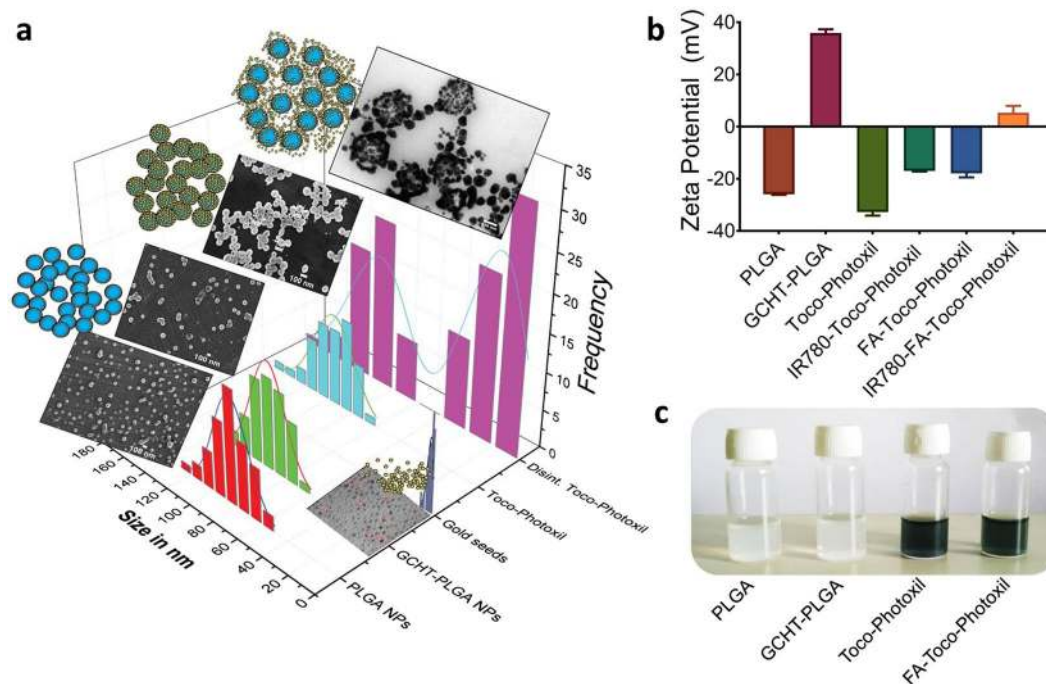 a
100 nm
100 nm
100 nm
35
30
25
20
15
10
5
0
Frequency
180
160
140
120
100
80
60
40
20
0
Size in nm
PLGA NPs
GCHT-PLGA NPs
Gold seeds
Toco-Photoxil
Disint. Toco-Photoxil
b
Zeta Potential (mV)
40
20
0
-20
-40
PLGA
GCHT-PLGA
Toco-Photoxil
IR780-Toco-Photoxil
FA-Toco-Photoxil
IR780-FA-Toco-Photoxil
c
PLGA
GCHT-PLGA
Toco-Photoxil
FA-Toco-Photoxil